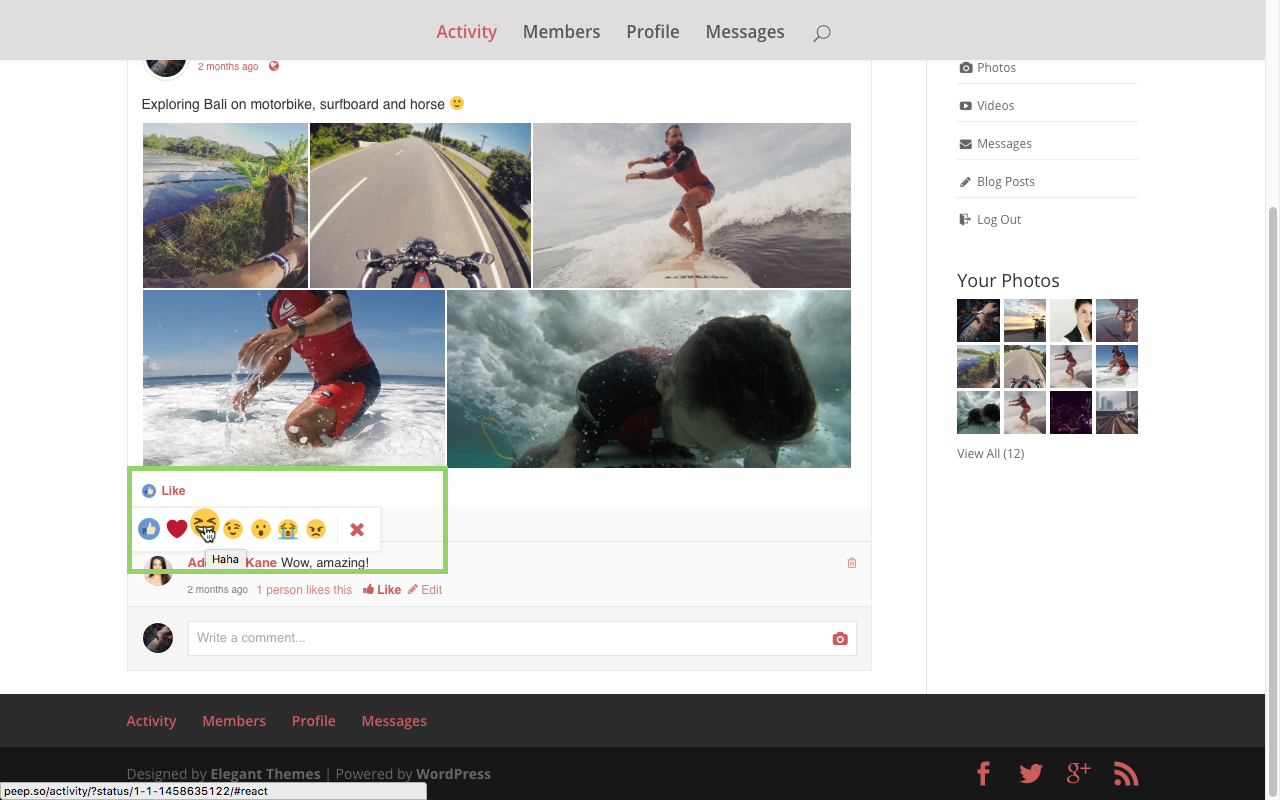 Activity Members Profile Messages
2 months ago
Photos
Exploring Bali on motorbike, surfboard and horse
Videos
Messages
Blog Posts
Log Out
Your Photos
View All (12)
Like
Haha
Ad Kane Wow, amazing!
2 months ago 1 person likes this Like Edit
Write a comment...
Activity Members Profile Messages
Designed by Elegant Themes | Powered by WordPress
g+
peep.so/activity/?status/1-1-1458635122/#react